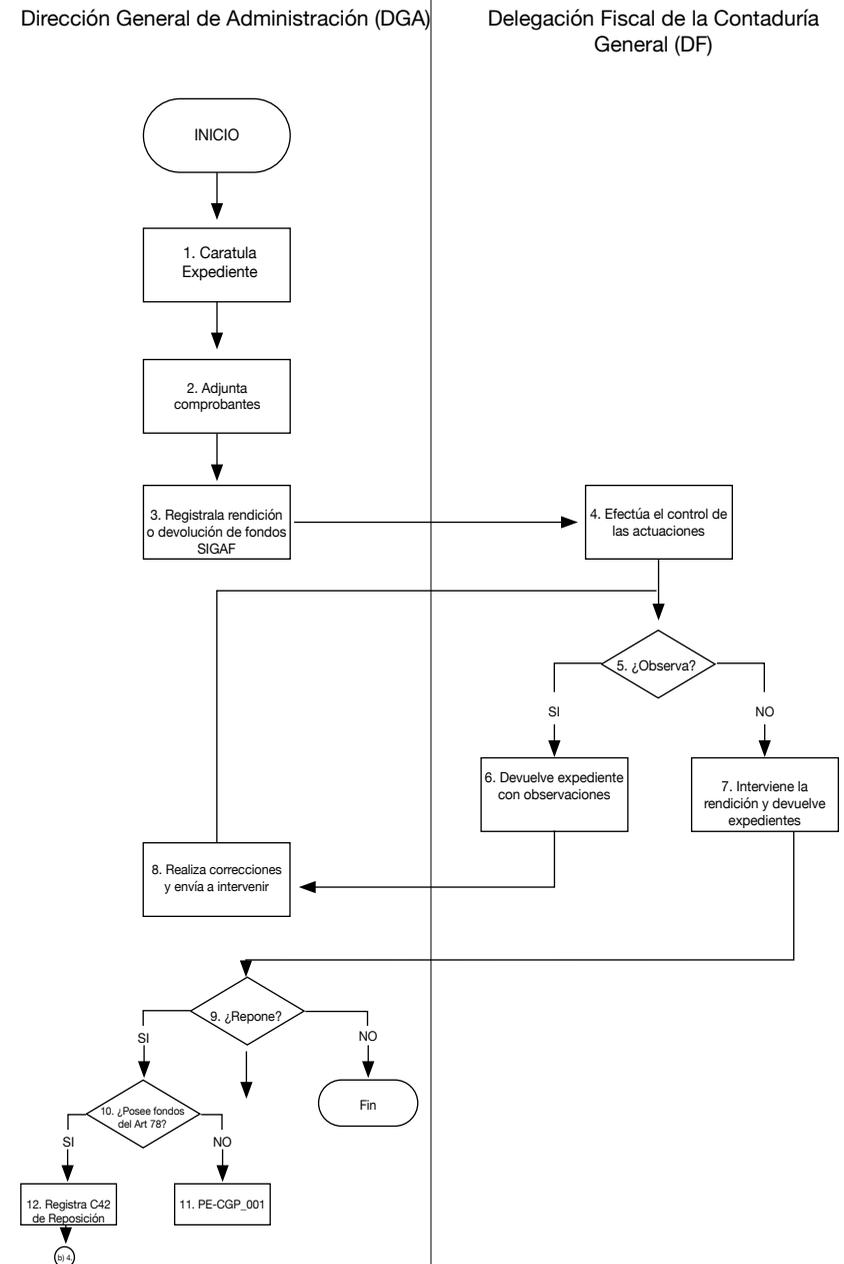 Dirección General de Administración (DGA)
Delegación Fiscal de la Contaduría
General (DF)
INICIO
1. Caratula
Expediente
2. Adjunta
comprobantes
3. Registrala rendición
o devolución de fondos
SIGAF
4. Efectúa el control de
las actuaciones
5. ¿Observa?
SI
NO
6. Devuelve expediente
con observaciones
7. Interviene la
rendición y devuelve
expedientes
8. Realiza correcciones
y envía a intervenir
9. ¿Repone?
SI
NO
Fin
10. ¿Posee fondos
del Art 78?
SI
NO
12. Registra C42
de Reposición
11. PE-CGP_001
b) 4.